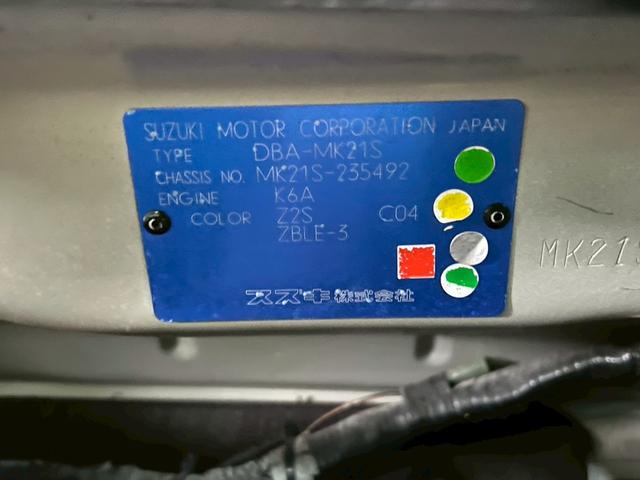 SUZUKI MOTOR CORPORATION JAPAN
TYPE DBA-MK21S
CHASSIS NO. MK21S-235492
ENGINE K6A
COLOR Z2S C04
ZBLE-3
スズキ株式会社
MK21S